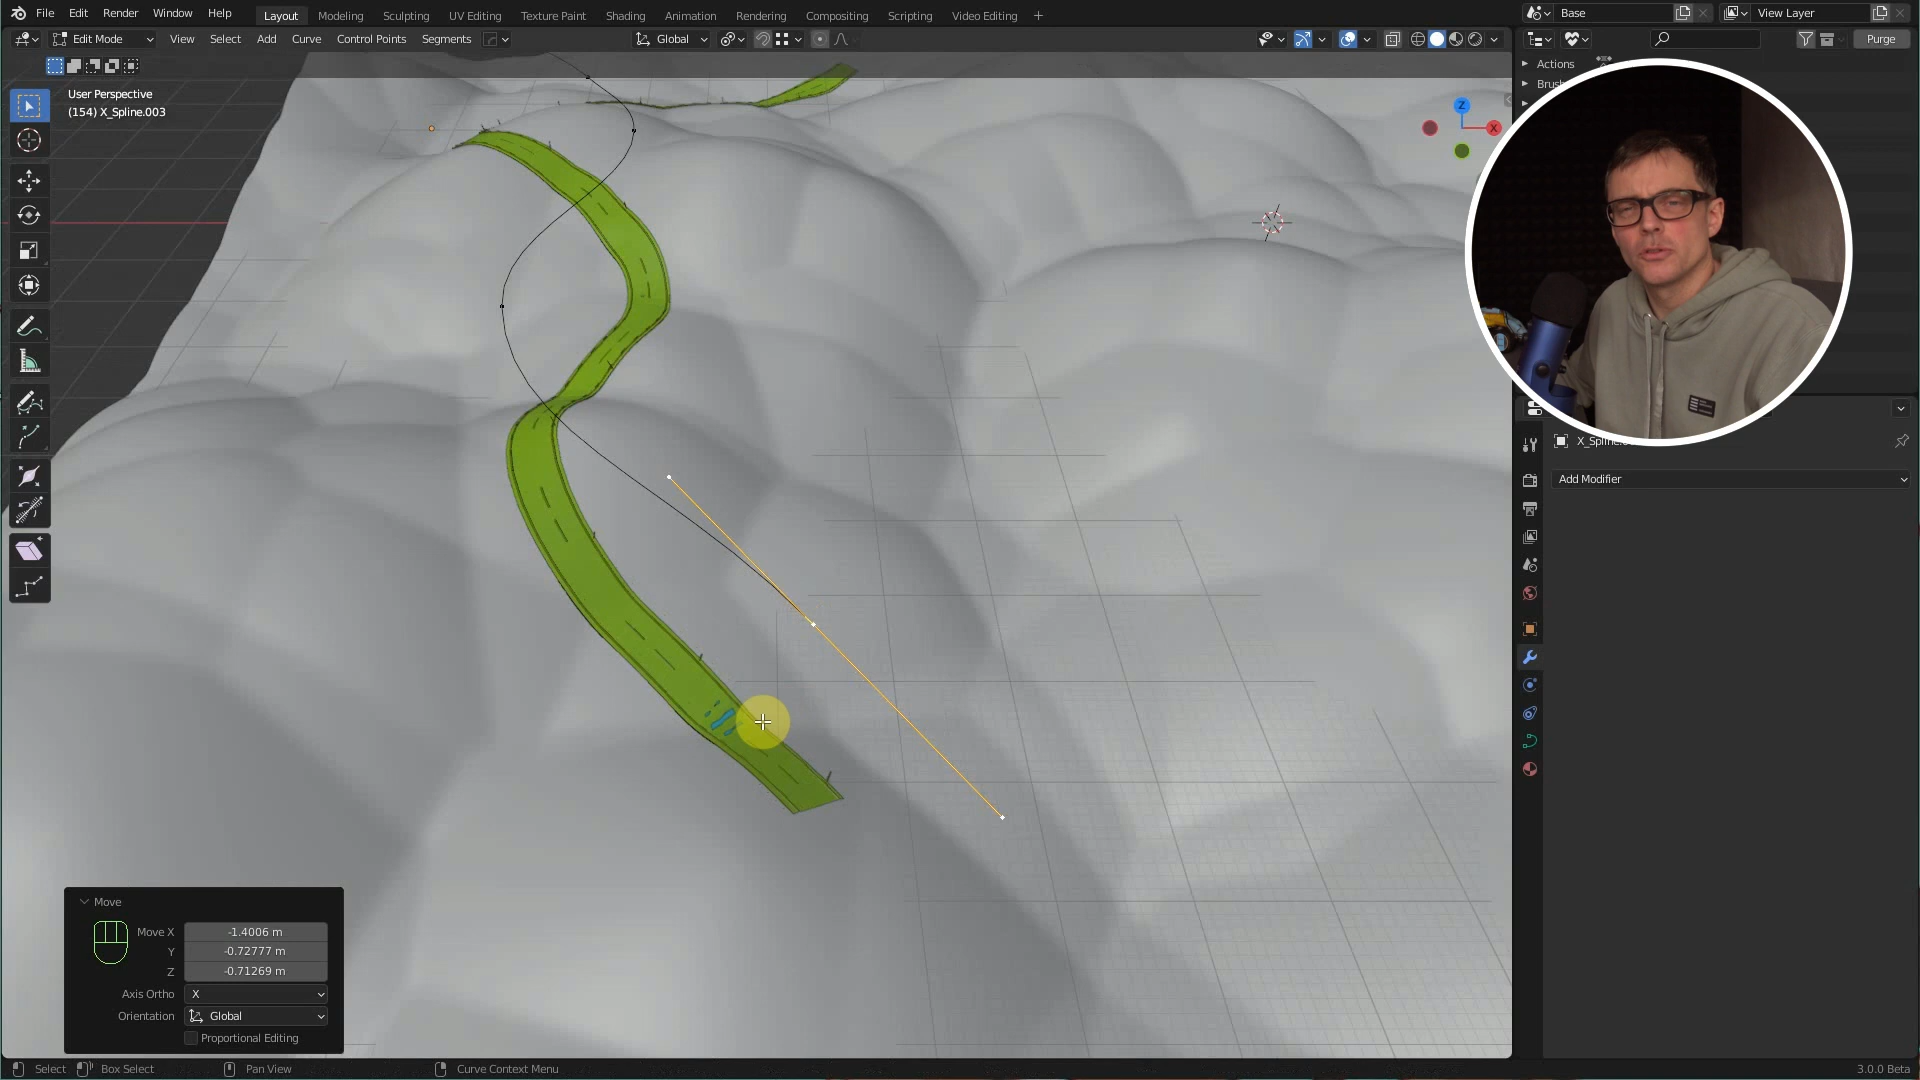 File Edit Render Window Help Layout Modeling Sculpting UV Editing Texture Paint Shading Animation Rendering Compositing Scripting Video Editing + Base View Layer
Edit Mode View Select Add Curve Control Points Segments Global Purge
Actions
User Perspective
(154) X_Spline.003
Z
X
Add Modifier
Move
Move X -1.4006 m
Y -0.72777 m
Z -0.71269 m
Axis Ortho X
Orientation Global
Proportional Editing
Select Box Select Pan View Curve Context Menu 3.0.0 Beta